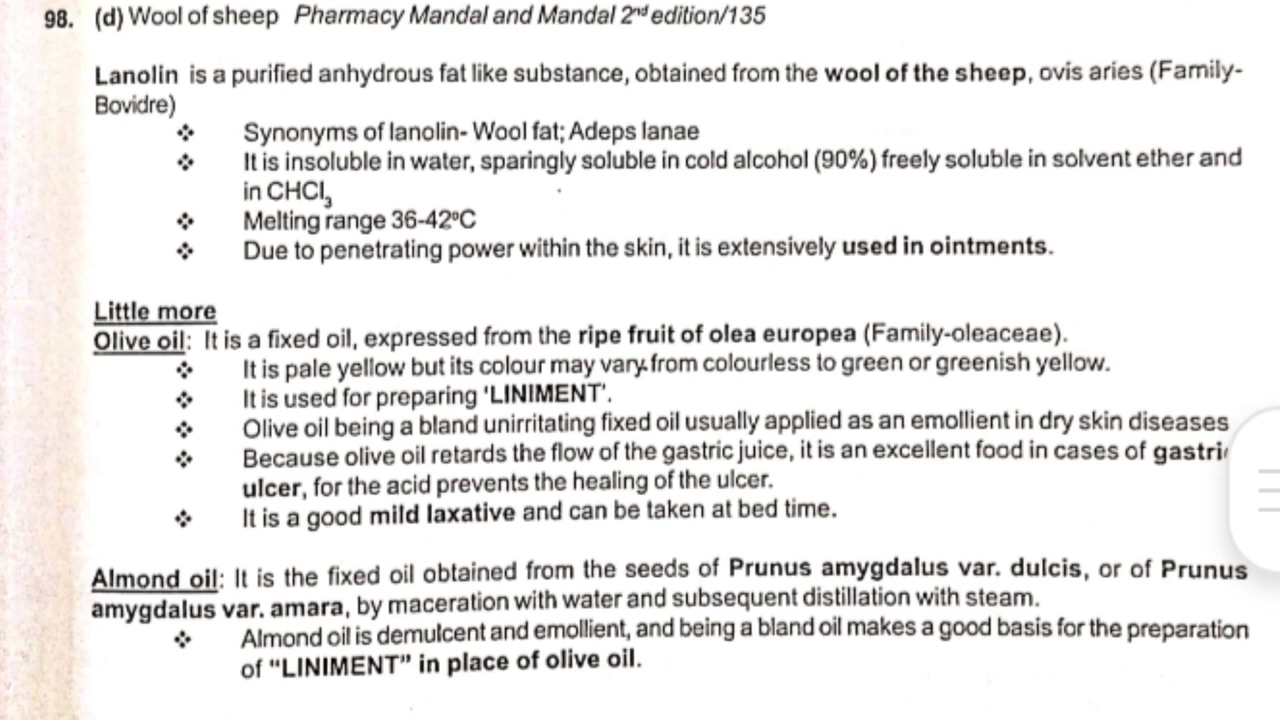 98. (d) Wool of sheep Pharmacy Mandal and Mandal 2nd edition/135
Lanolin is a purified anhydrous fat like substance, obtained from the wool of the sheep, ovis aries (Family-
Bovidre)
❖ Synonyms of lanolin- Wool fat; Adeps lanae
❖ It is insoluble in water, sparingly soluble in cold alcohol (90%) freely soluble in solvent ether and
in CHCl3
❖ Melting range 36-42ºC
❖ Due to penetrating power within the skin, it is extensively used in ointments.
Little more
Olive oil: It is a fixed oil, expressed from the ripe fruit of olea europea (Family-oleaceae).
❖ It is pale yellow but its colour may vary from colourless to green or greenish yellow.
❖ It is used for preparing 'LINIMENT'.
❖ Olive oil being a bland unirritating fixed oil usually applied as an emollient in dry skin diseases
❖ Because olive oil retards the flow of the gastric juice, it is an excellent food in cases of gastri
ulcer, for the acid prevents the healing of the ulcer.
❖ It is a good mild laxative and can be taken at bed time.
Almond oil: It is the fixed oil obtained from the seeds of Prunus amygdalus var. dulcis, or of Prunus
amygdalus var. amara, by maceration with water and subsequent distillation with steam.
❖ Almond oil is demulcent and emollient, and being a bland oil makes a good basis for the preparation
of "LINIMENT" in place of olive oil.